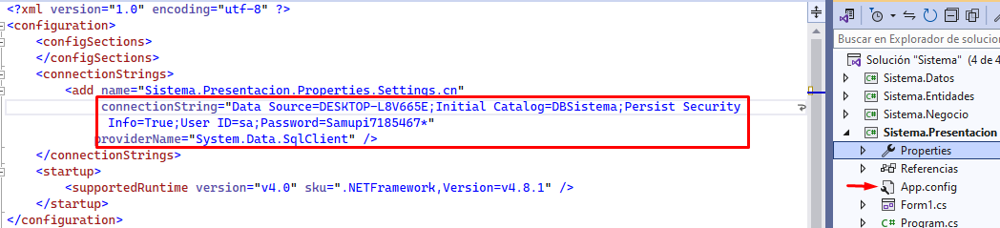 <?xml version="1.0" encoding="utf-8" ?>
<configuration>
<configSections>
</configSections>
<connectionStrings>
<add name="Sistema.Presentacion.Properties.Settings.cn"
connectionString="Data Source=DESKTOP-L8V665E;Initial Catalog=DBSistema;Persist Security
Info=True;User ID=sa;Password=Samupi7185467*"
providerName="System.Data.SqlClient" />
</connectionStrings>
<startup>
<supportedRuntime version="v4.0" sku=".NETFramework,Version=v4.8.1" />
</startup>
</configuration>
Buscar en Explorador de solucio
Solución "Sistema" (4 de 4
Sistema.Datos
Sistema.Entidades
Sistema.Negocio
Sistema.Presentacion
Properties
Referencias
App.config
Form1.cs
C# Program.cs